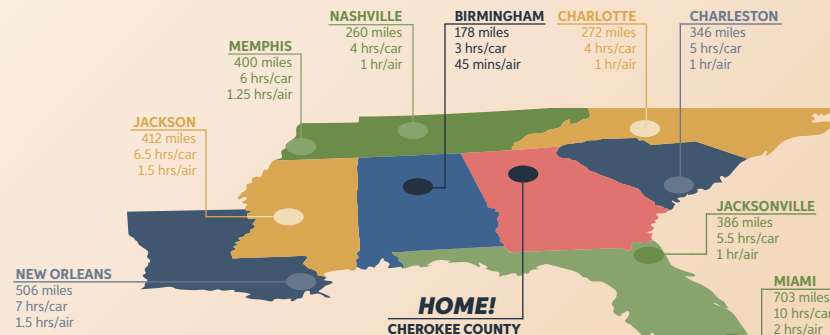 NASHVILLE
260 miles
4 hrs/car
1 hr/air
BIRMINGHAM
178 miles
3 hrs/car
45 mins/air
CHARLOTTE
272 miles
4 hrs/car
1 hr/air
CHARLESTON
346 miles
5 hrs/car
1 hr/air
MEMPHIS
400 miles
6 hrs/car
1.25 hrs/air
JACKSON
412 miles
6.5 hrs/car
1.5 hrs/air
JACKSONVILLE
386 miles
5.5 hrs/car
1 hr/air
NEW ORLEANS
506 miles
7 hrs/car
1.5 hrs/air
HOME!
CHEROKEE COUNTY
MIAMI
703 miles
10 hrs/car
2 hrs/air